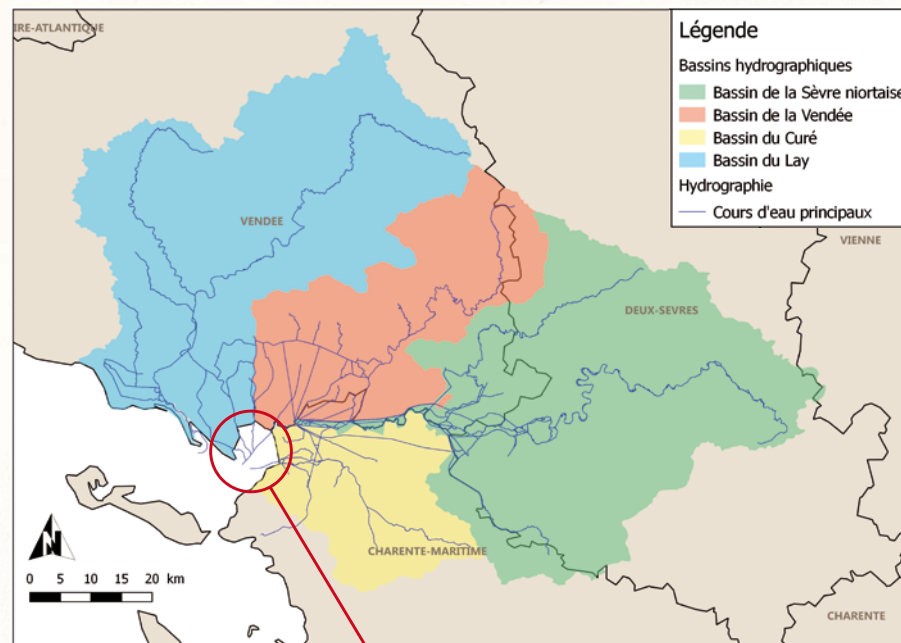 IRE-ATLANTIQUE
Légende
Bassins hydrographiques
Bassin de la Sèvre niortaise
Bassin de la Vendée
Bassin du Curé
Bassin du Lay
Hydrographie
Cours d'eau principaux
VENDEE
VIENNE
DEUX-SEVRES
CHARENTE-MARITIME
N
0 5 10 15 20 km
CHARENTE